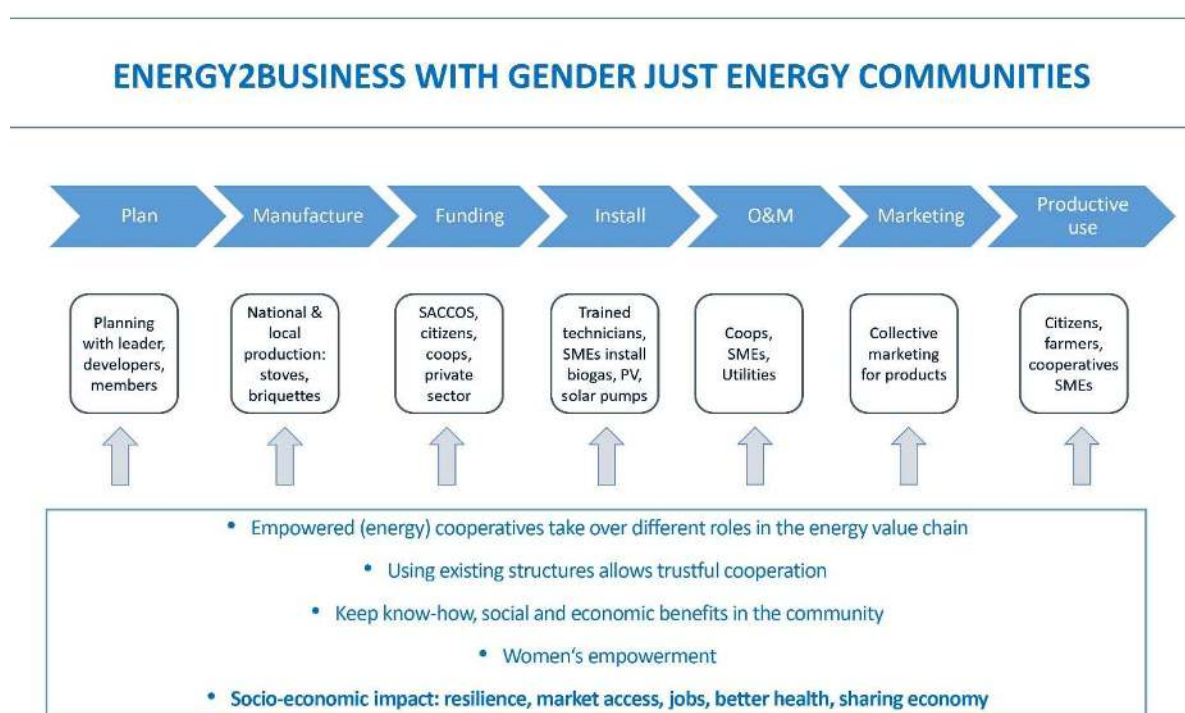 ENERGY2BUSINESS WITH GENDER JUST ENERGY COMMUNITIES
Plan
Manufacture
Funding
Install
O&M
Marketing
Productive
use
Planning
with leader,
developers,
members
National &
local
production:
stoves,
briquettes
SACCOS,
citizens,
coops,
private
sector
Trained
technicians,
SMEs install
biogas, PV,
solar pumps
Coops,
SMEs,
Utilities
Collective
marketing
for products
Citizens,
farmers,
cooperatives
SMEs
• Empowered (energy) cooperatives take over different roles in the energy value chain
• Using existing structures allows trustful cooperation
• Keep know-how, social and economic benefits in the community
• Women's empowerment
• Socio-economic impact: resilience, market access, jobs, better health, sharing economy